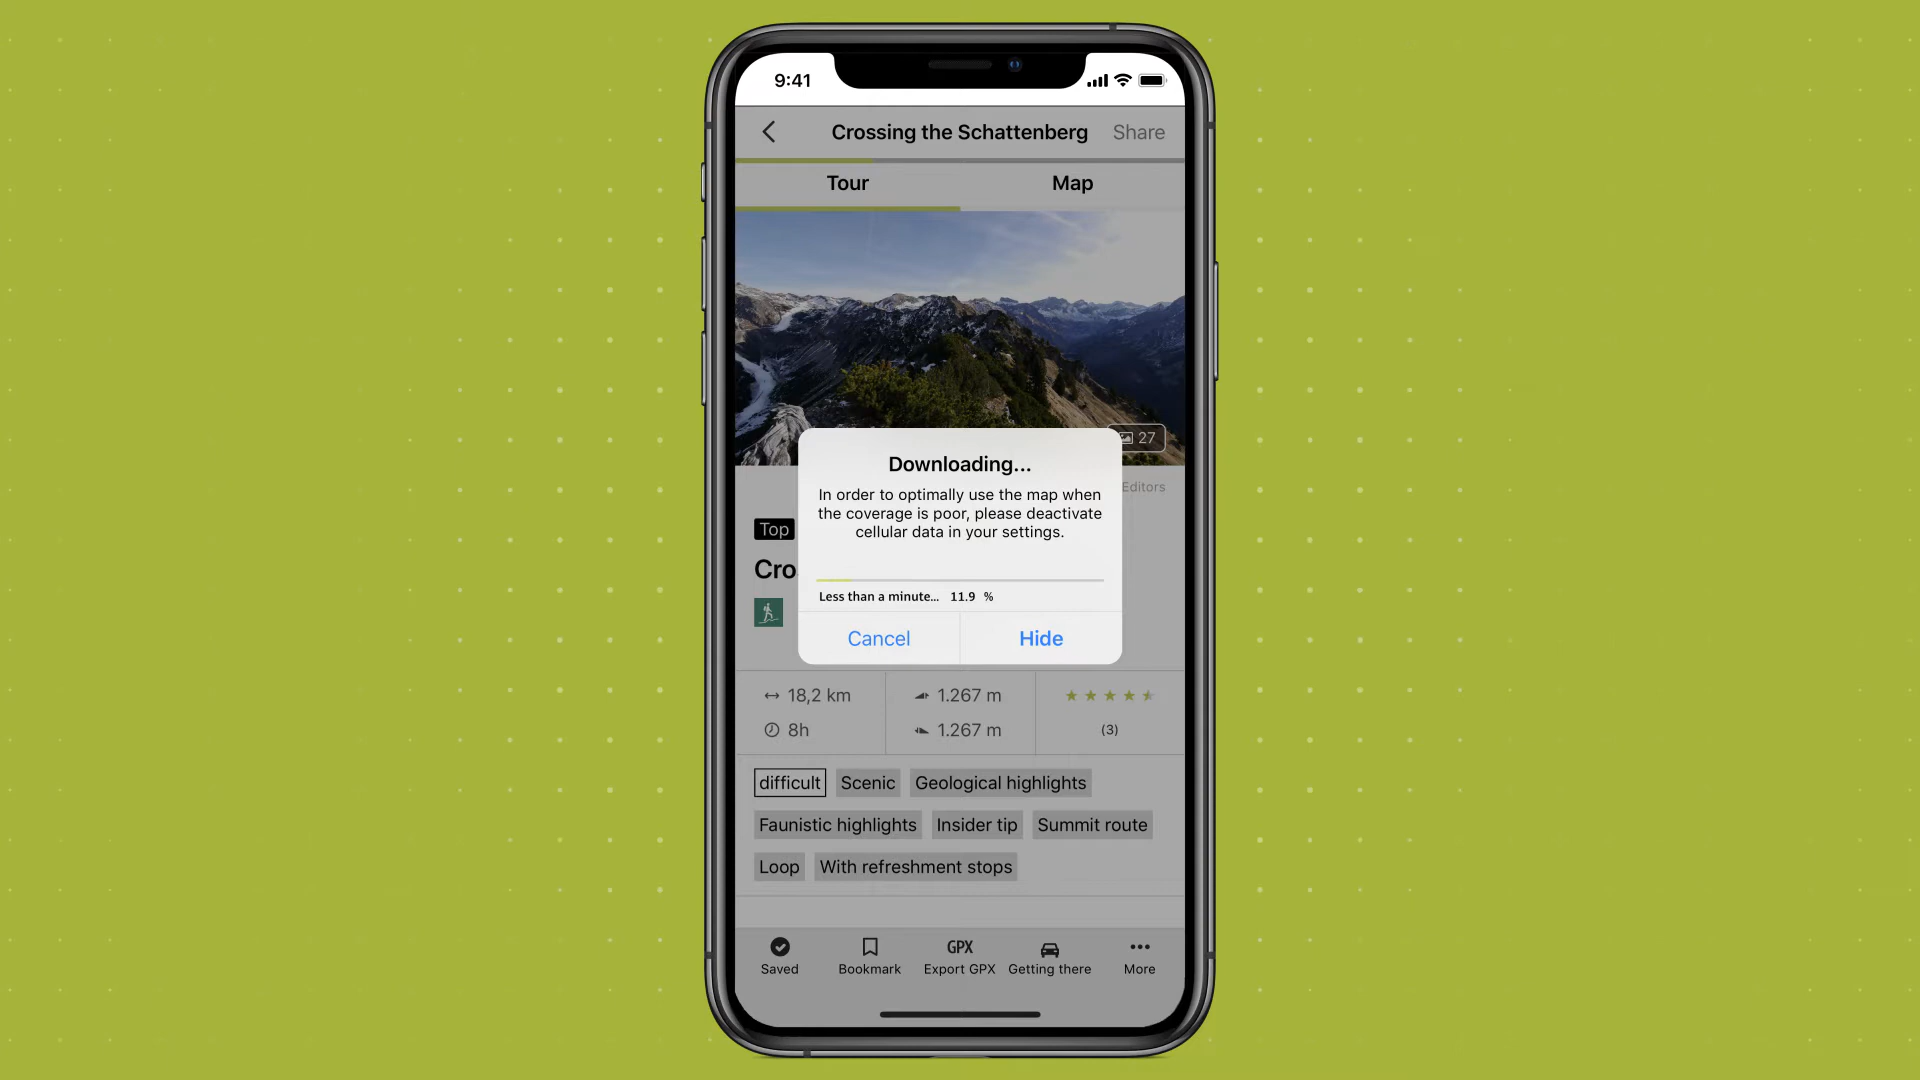 9:41
Crossing the Schattenberg Share
Tour Map
27
Editors
Downloading...
In order to optimally use the map when
the coverage is poor, please deactivate
cellular data in your settings.
Less than a minute... 11.9 %
Cancel Hide
Top
Cro
18,2 km 1.267 m
8h 1.267 m (3)
difficult Scenic Geological highlights
Faunistic highlights Insider tip Summit route
Loop With refreshment stops
GPX
Saved Bookmark Export GPX Getting there More